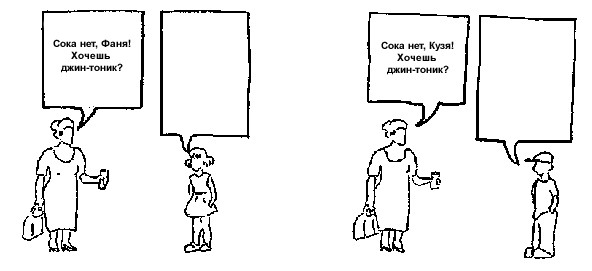 Сока нет, Фаня!
Хочешь
джин-тоник?
Сока нет, Кузя!
Хочешь
джин-тоник?